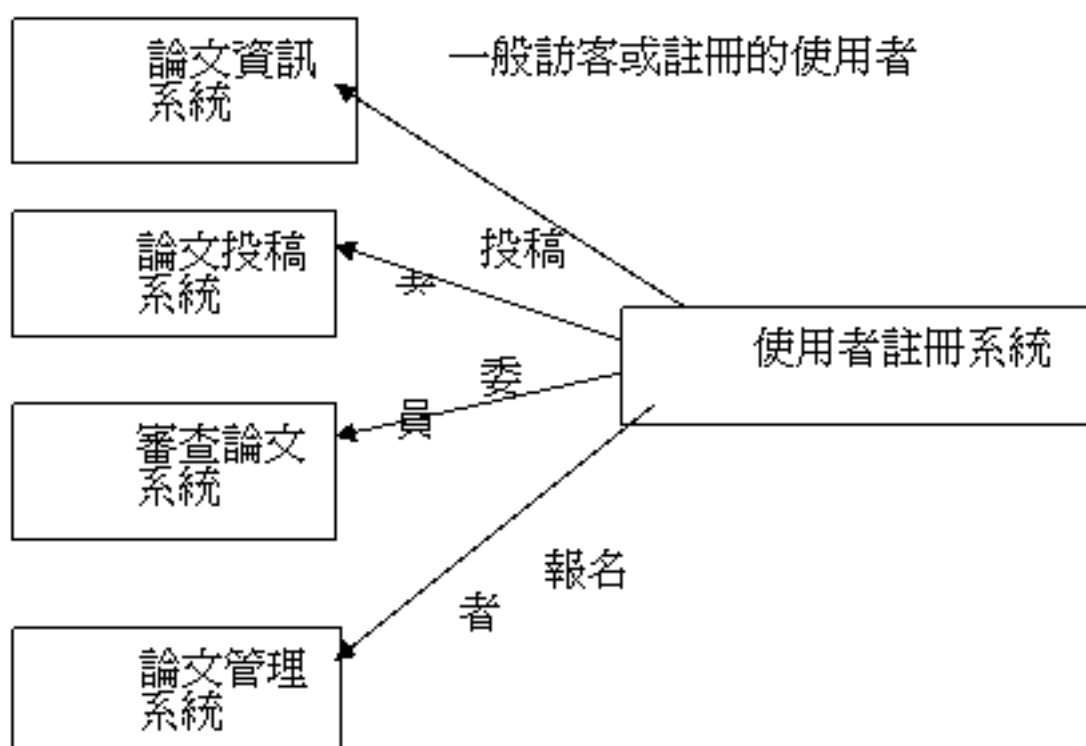 論文資訊
系統
一般訪客或註冊的使用者
論文投稿
系統
投稿
使用者註冊系統
委
員
審查論文
系統
報名
者
論文管理
系統